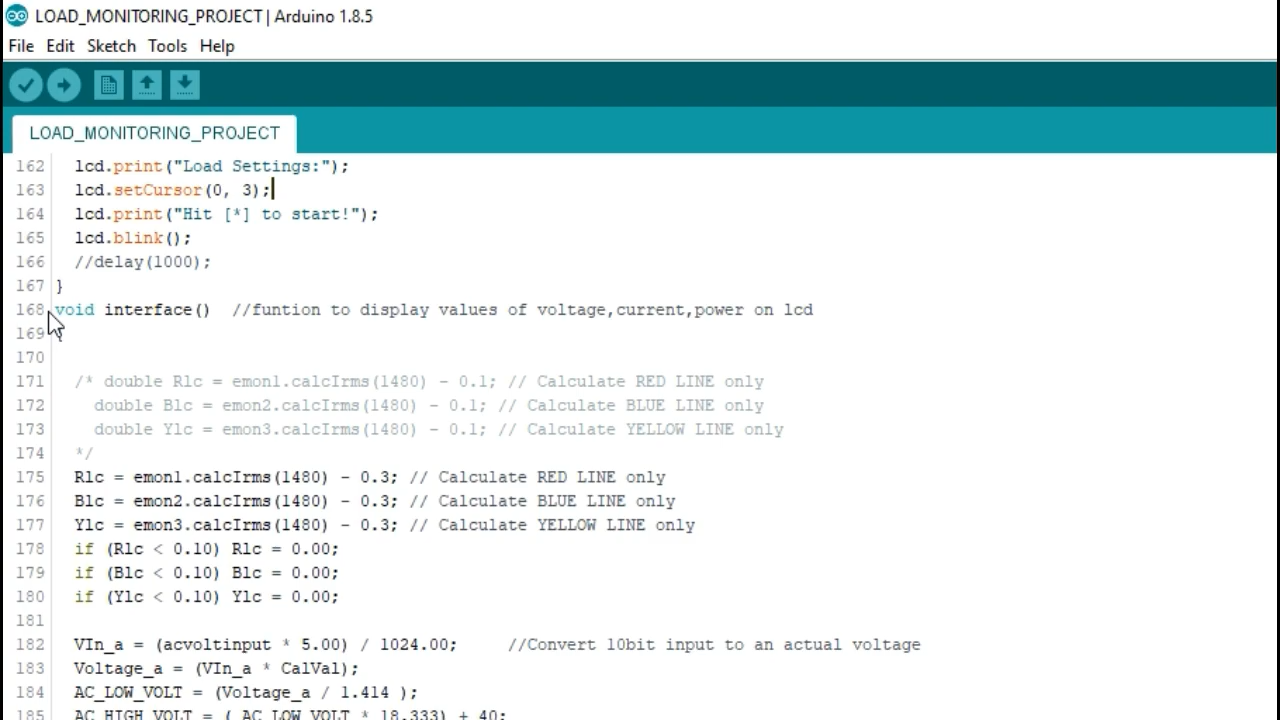 LOAD_MONITORING_PROJECT | Arduino 1.8.5
File Edit Sketch Tools Help
LOAD_MONITORING_PROJECT
162 lcd.print("Load Settings:");
163 lcd.setCursor(0, 3);
164 lcd.print("Hit [*] to start!");
165 lcd.blink();
166 //delay(1000);
167 }
168 void interface() //funtion to display values of voltage,current,power on lcd
169 {
170
171 /* double Rlc = emon1.calcIrms(1480) - 0.1; // Calculate RED LINE only
172 double Blc = emon2.calcIrms(1480) - 0.1; // Calculate BLUE LINE only
173 double Ylc = emon3.calcIrms(1480) - 0.1; // Calculate YELLOW LINE only
174 */
175 Rlc = emon1.calcIrms(1480) - 0.3; // Calculate RED LINE only
176 Blc = emon2.calcIrms(1480) - 0.3; // Calculate BLUE LINE only
177 Ylc = emon3.calcIrms(1480) - 0.3; // Calculate YELLOW LINE only
178 if (Rlc < 0.10) Rlc = 0.00;
179 if (Blc < 0.10) Blc = 0.00;
180 if (Ylc < 0.10) Ylc = 0.00;
181
182 VIn_a = (acvoltinput * 5.00) / 1024.00; //Convert 10bit input to an actual voltage
183 Voltage_a = (VIn_a * CalVal);
184 AC_LOW_VOLT = (Voltage_a / 1.414 );
185 AC_HIGH_VOLT = ( AC_LOW_VOLT * 18.333) + 40;